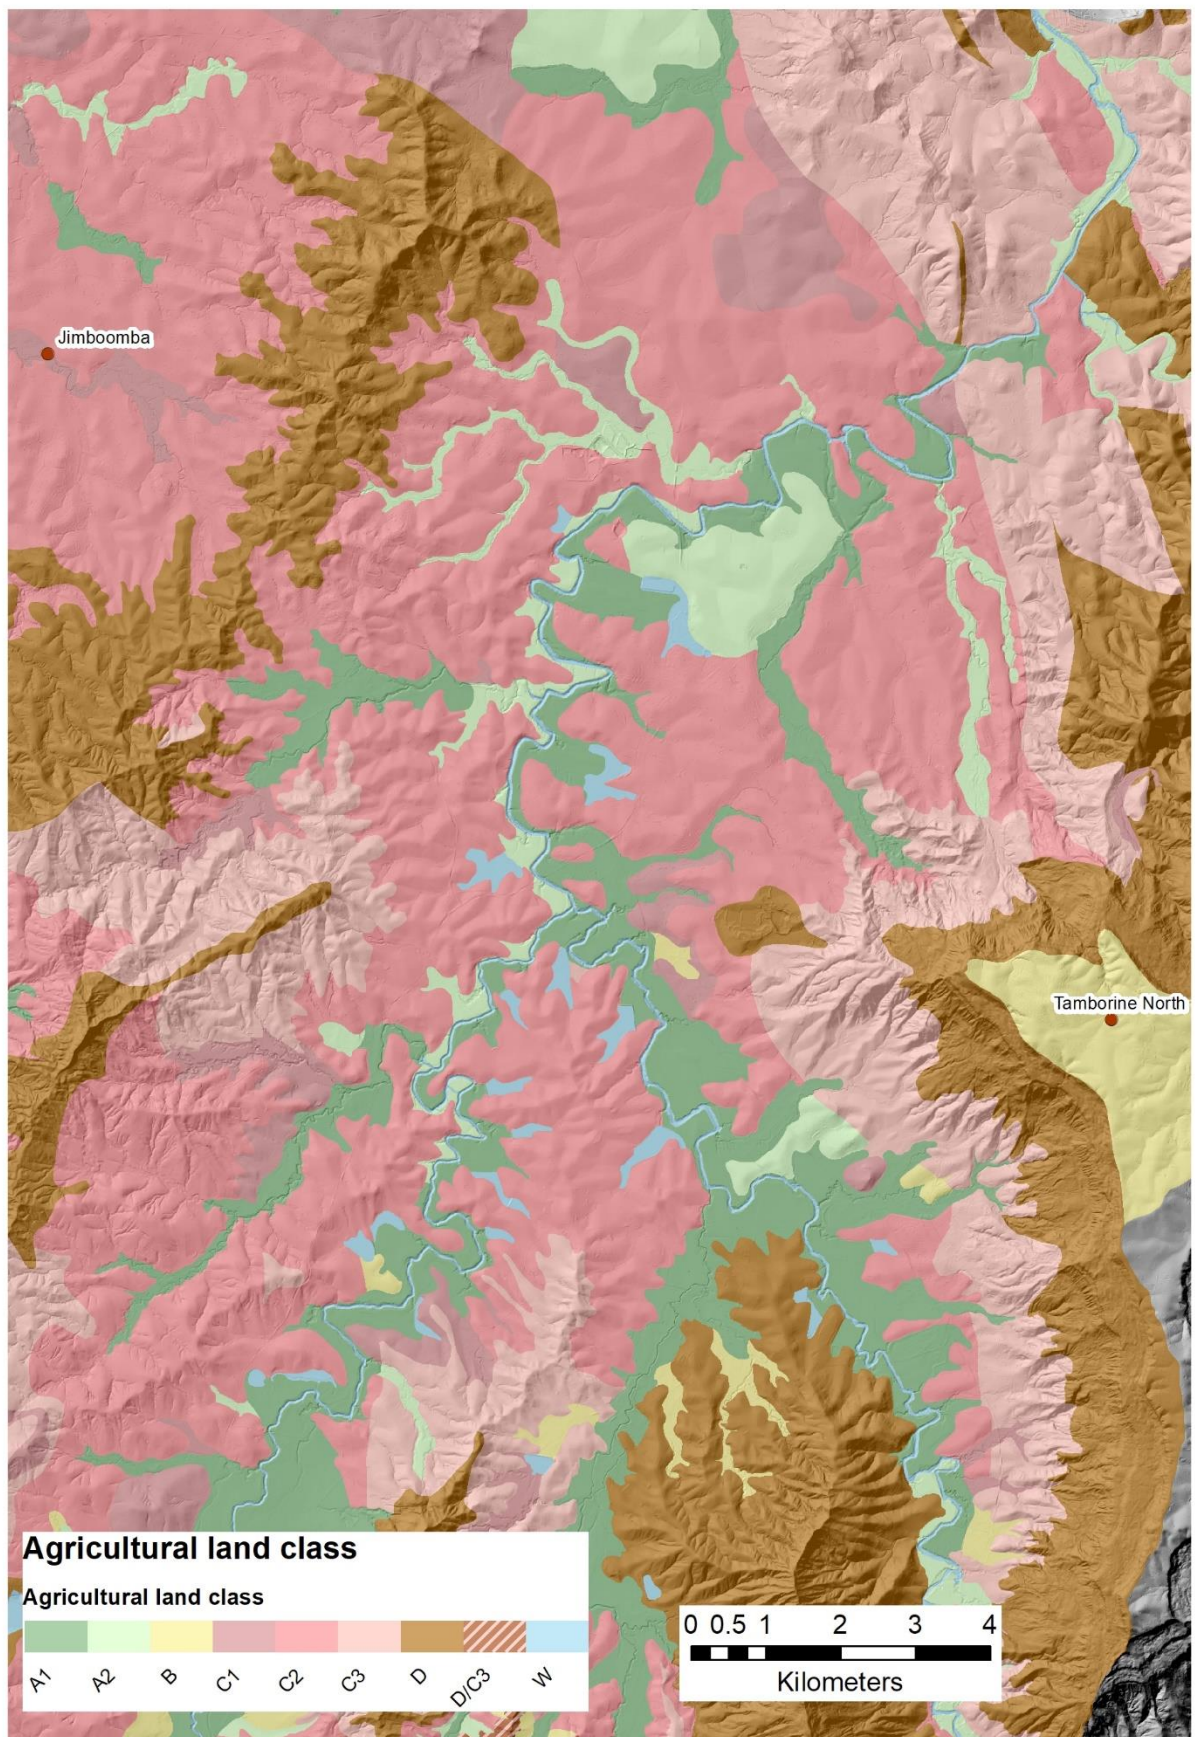 Jimboomba
Tamborine North
Agricultural land class
Agricultural land class
A1 A2 B C1 C2 C3 D D/C3 W
0 0.5 1 2 3 4
Kilometers